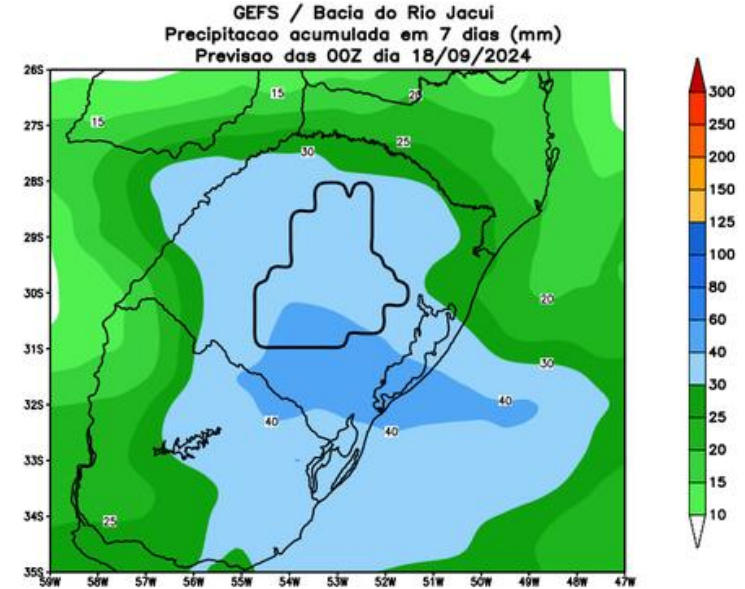 GEFS / Bacia do Rio Jacui
Precipitacao acumulada em 7 dias (mm)
Previsao das 00Z dia 18/09/2024
26S
27S
28S
29S
30S
31S
32S
33S
34S
35S
59W 58W 57W 56W 55W 54W 53W 52W 51W 50W 49W 48W 47W
15
15
25
30
25
20
30
40
40
40
25
300
250
200
150
125
100
80
60
40
30
25
20
15
10